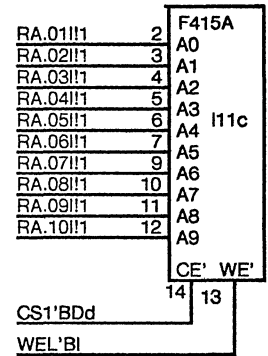 F415A
RA.01I!1 2 A0
RA.02I!1 3 A1
RA.03I!1 4 A2
RA.04I!1 5 A3
RA.05I!1 6 A4
RA.06I!1 7 A5
RA.07I!1 9 A6
RA.08I!1 10 A7
RA.09I!1 11 A8
RA.10I!1 12 A9
I11c
CE' WE'
14 13
CS1'BDd
WEL'BI